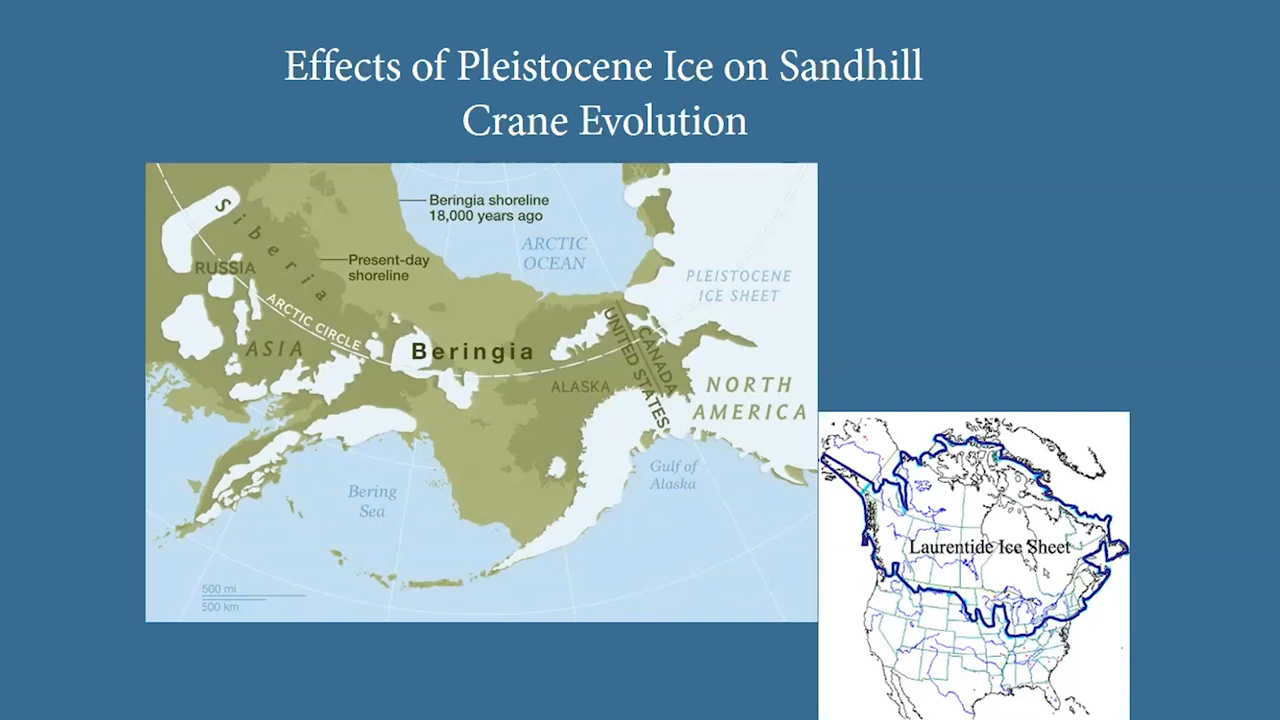 Effects of Pleistocene Ice on Sandhill
Crane Evolution
Beringia shoreline
18,000 years ago
ARCTIC
OCEAN
Siberia
Present-day
shoreline
RUSSIA
PLEISTOCENE
ICE SHEET
ARCTIC CIRCLE
ASIA
Beringia
ALASKA
CANADA
UNITED STATES
NORTH
AMERICA
Gulf of
Alaska
Bering
Sea
500 mi
500 km
Laurentide Ice Sheet